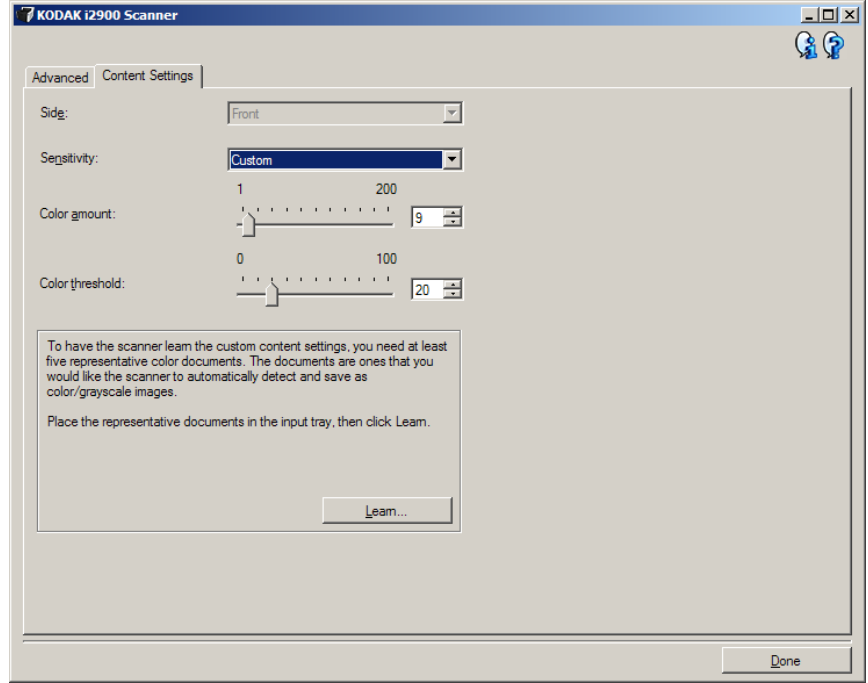 KODAK i2900 Scanner
Advanced Content Settings
Side: Front
Sensitivity: Custom
1 200
Color amount: 9
0 100
Color threshold: 20
To have the scanner learn the custom content settings, you need at least
five representative color documents. The documents are ones that you
would like the scanner to automatically detect and save as
color/grayscale images.
Place the representative documents in the input tray, then click Learn.
Learn...
Done